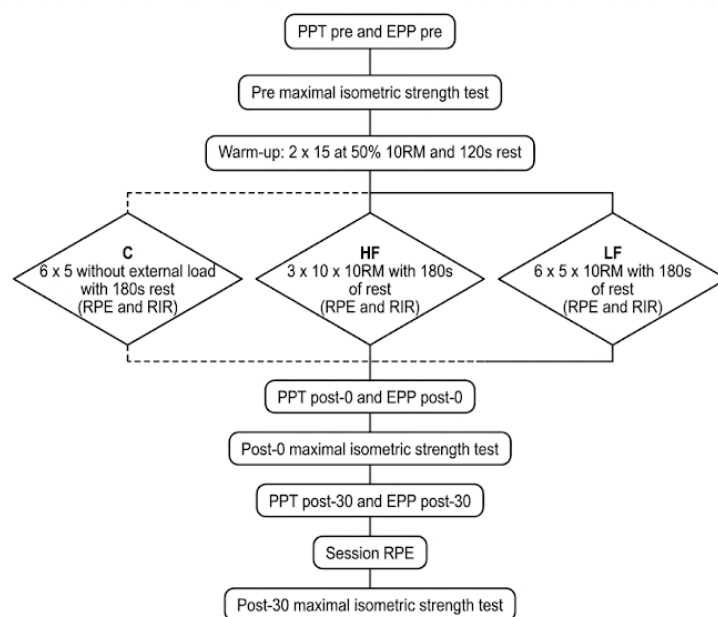 PPT pre and EPP pre
Pre maximal isometric strength test
Warm-up: 2 x 15 at 50% 10RM and 120s rest
C
6 x 5 without external load
with 180s rest
(RPE and RIR)
HF
3 x 10 x 10RM with 180s
of rest
(RPE and RIR)
LF
6 x 5 x 10RM with 180s
of rest
(RPE and RIR)
PPT post-0 and EPP post-0
Post-0 maximal isometric strength test
PPT post-30 and EPP post-30
Session RPE
Post-30 maximal isometric strength test